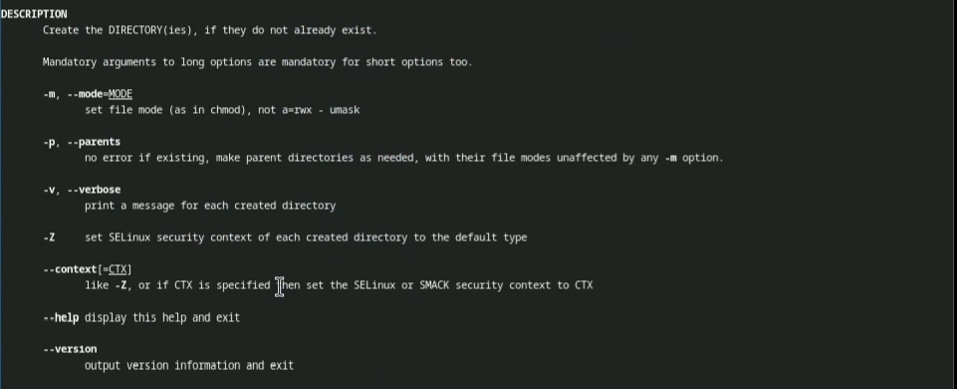 DESCRIPTION
Create the DIRECTORY(ies), if they do not already exist.
Mandatory arguments to long options are mandatory for short options too.
-m, --mode=MODE
set file mode (as in chmod), not a=rwx - umask
-p, --parents
no error if existing, make parent directories as needed, with their file modes unaffected by any -m option.
-v, --verbose
print a message for each created directory
-Z set SELinux security context of each created directory to the default type
--context[=CTX]
like -Z, or if CTX is specified then set the SELinux or SMACK security context to CTX
--help display this help and exit
--version
output version information and exit